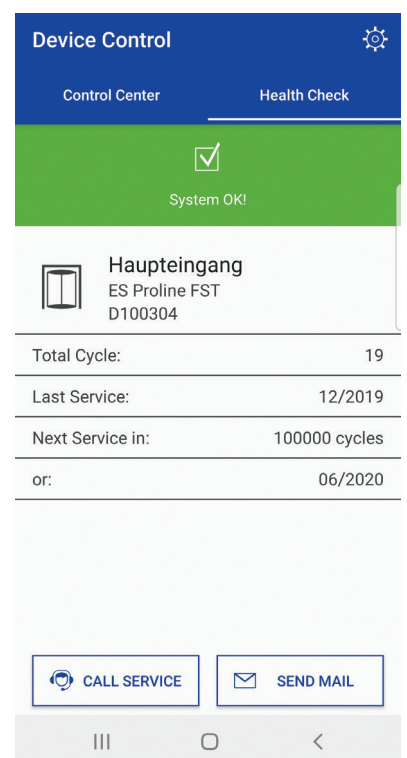 Device Control
Control Center Health Check
System OK!
Haupteingang
ES Proline FST
D100304
Total Cycle: 19
Last Service: 12/2019
Next Service in: 100000 cycles
or: 06/2020
CALL SERVICE SEND MAIL